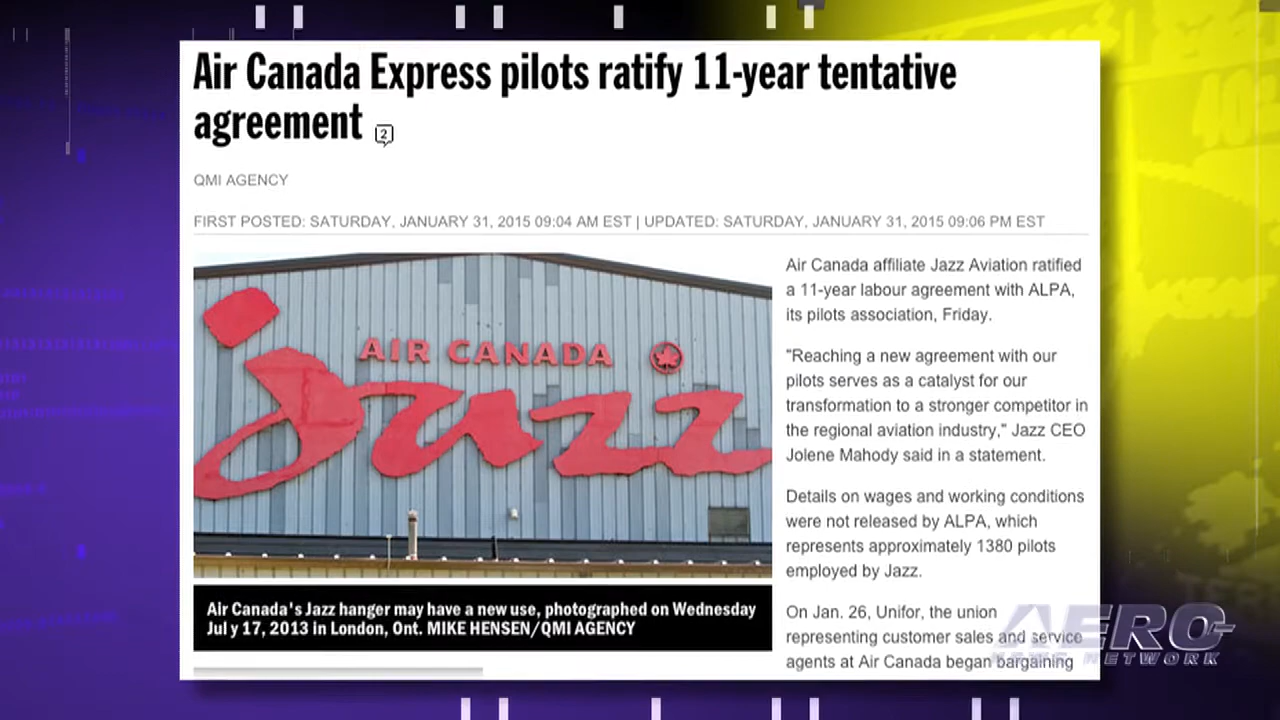 Air Canada Express pilots ratify 11-year tentative
agreement 2
QMI AGENCY
FIRST POSTED: SATURDAY, JANUARY 31, 2015 09:04 AM EST | UPDATED: SATURDAY, JANUARY 31, 2015 09:06 PM EST
AIR CANADA
Jazz
Air Canada's Jazz hanger may have a new use, photographed on Wednesday
Jul y 17, 2013 in London, Ont. MIKE HENSEN/QMI AGENCY
Air Canada affiliate Jazz Aviation ratified
a 11-year labour agreement with ALPA,
its pilots association, Friday.
"Reaching a new agreement with our
pilots serves as a catalyst for our
transformation to a stronger competitor in
the regional aviation industry," Jazz CEO
Jolene Mahody said in a statement.
Details on wages and working conditions
were not released by ALPA, which
represents approximately 1380 pilots
employed by Jazz.
On Jan. 26, Unifor, the union
representing customer sales and service
agents at Air Canada began bargaining
AERO-
NEWS NETWORK